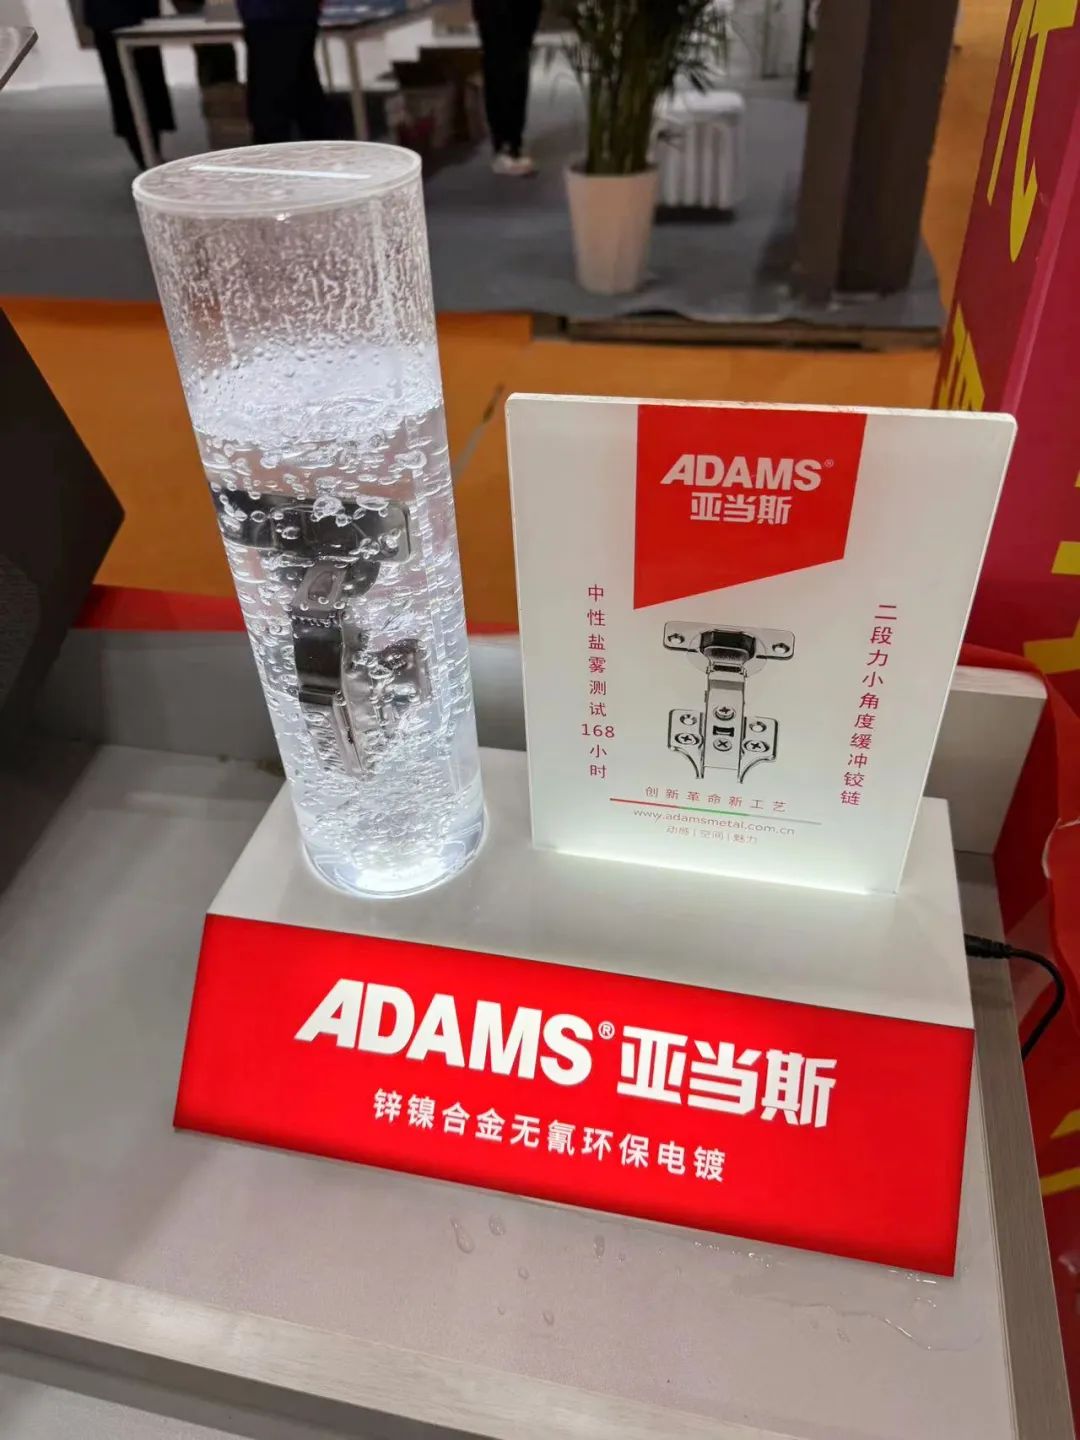 ADAMS®
亚当斯
中性盐雾测试168小时
二段力小角度缓冲铰链
创新革命新工艺
www.adamsmetal.com.cn
动感|空间|魅力
ADAMS®亚当斯
锌镍合金无氰环保电镀